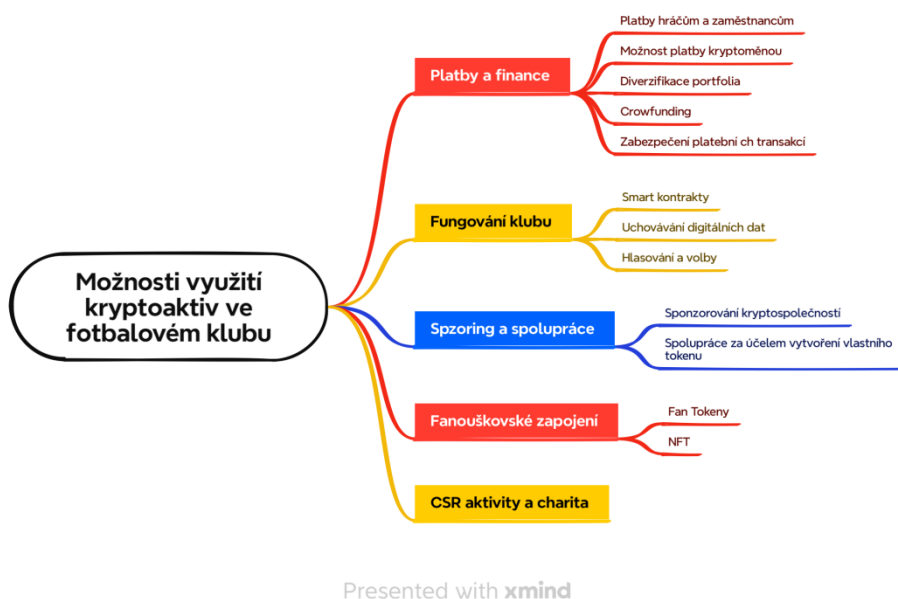 Možnosti využití
kryptoaktiv ve
fotbalovém klubu
Platby a finance
Platby hráčům a zaměstnancům
Možnost platby kryptoměnou
Diverzifikace portfolia
Crowfunding
Zabezpečení platební ch transakcí
Fungování klubu
Smart kontrakty
Uchovávání digitálních dat
Hlasování a volby
Spzoring a spolupráce
Sponzorování kryptospolečností
Spolupráce za účelem vytvoření vlastního
tokenu
Fanouškovské zapojení
Fan Tokeny
NFT
CSR aktivity a charita
Presented with xmind